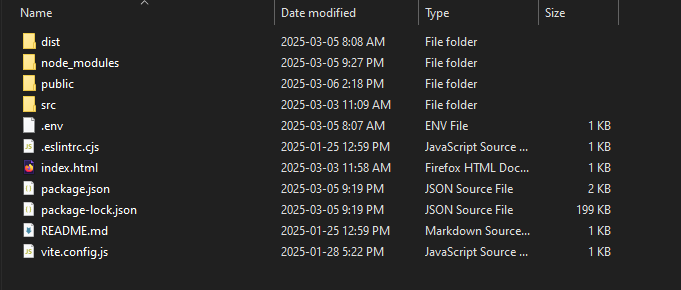 Name Date modified Type Size
dist 2025-03-05 8:08 AM File folder
node_modules 2025-03-05 9:27 PM File folder
public 2025-03-06 2:18 PM File folder
src 2025-03-03 11:09 AM File folder
.env 2025-03-05 8:07 AM ENV File 1 KB
.eslintrc.cjs 2025-01-25 12:59 PM JavaScript Source ... 1 KB
index.html 2025-03-03 11:58 AM Firefox HTML Doc... 1 KB
package.json 2025-03-05 9:19 PM JSON Source File 2 KB
package-lock.json 2025-03-05 9:19 PM JSON Source File 199 KB
README.md 2025-01-25 12:59 PM Markdown Source... 1 KB
vite.config.js 2025-01-28 5:22 PM JavaScript Source ... 1 KB